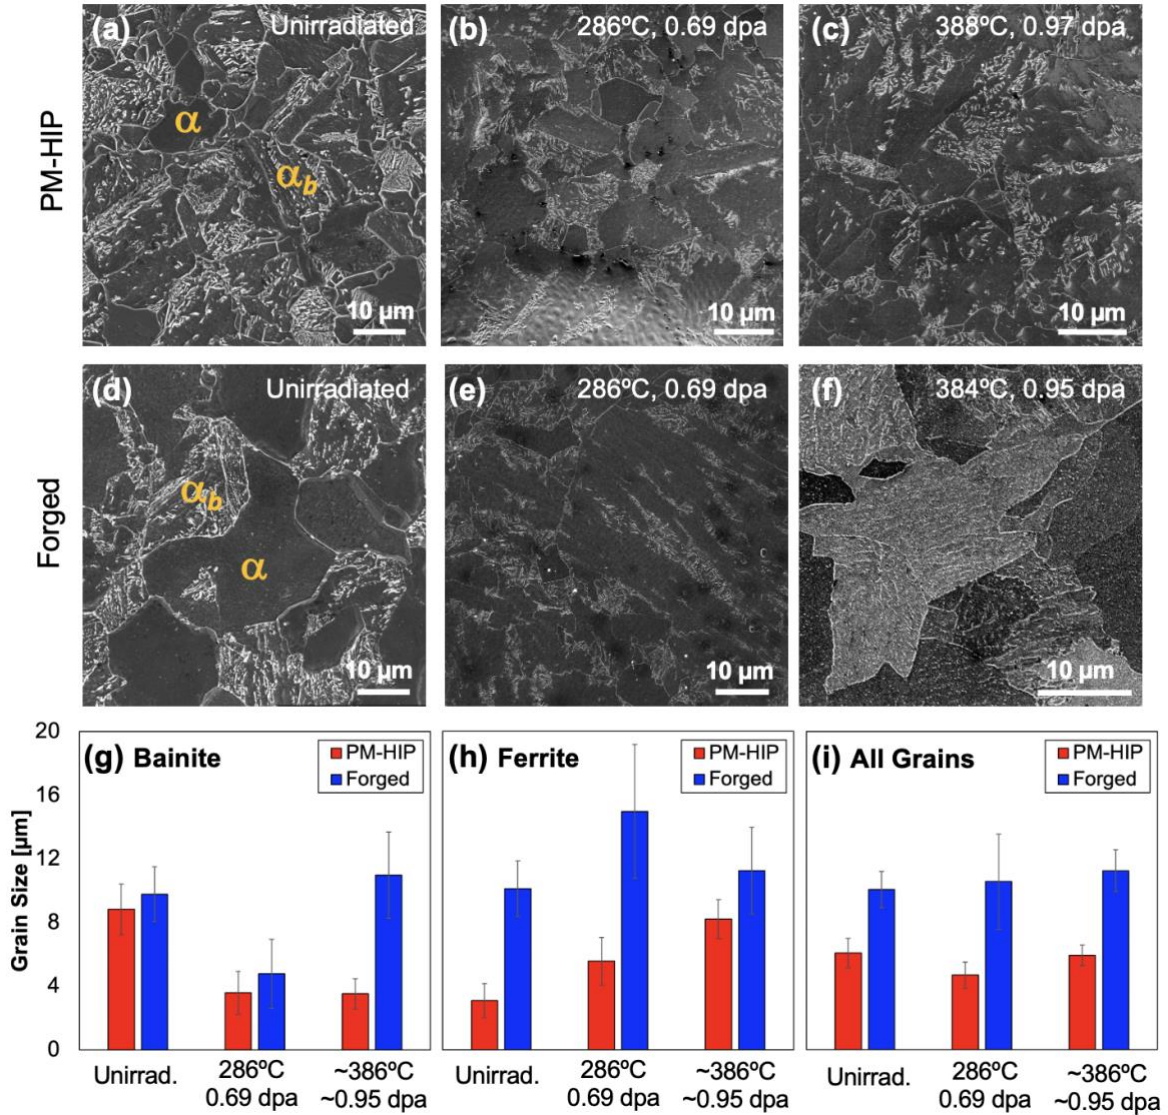 (a) Unirradiated
(b) 286ºC, 0.69 dpa
(c) 388ºC, 0.97 dpa
PM-HIP
α
αb
10 µm
10 µm
10 µm
(d) Unirradiated
(e) 286ºC, 0.69 dpa
(f) 384ºC, 0.95 dpa
Forged
αb
α
10 µm
10 µm
10 µm
(g) Bainite
PM-HIP
Forged
(h) Ferrite
PM-HIP
Forged
(i) All Grains
PM-HIP
Forged
Grain Size [µm]
20
16
12
8
4
0
Unirrad.
286ºC
0.69 dpa
~386ºC
~0.95 dpa
Unirrad.
286ºC
0.69 dpa
~386ºC
~0.95 dpa
Unirrad.
286ºC
0.69 dpa
~386ºC
~0.95 dpa